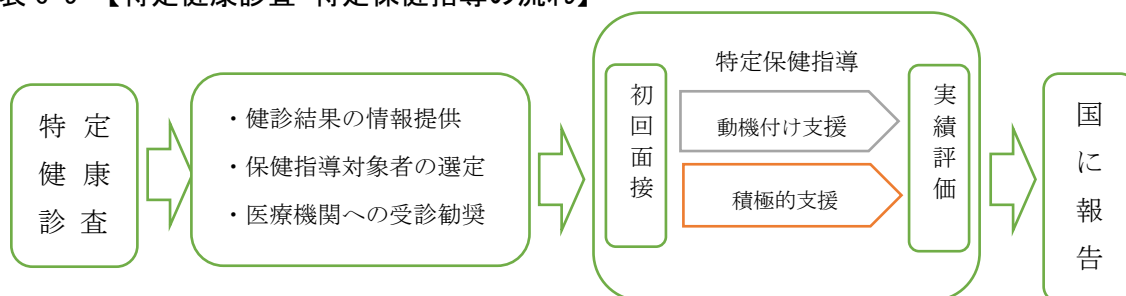 【特定健康診査 特定保健指導の流れ】
特定
健康
診査
・健診結果の情報提供
・保健指導対象者の選定
・医療機関への受診勧奨
特定保健指導
初回面接
動機付け支援
積極的支援
実績評価
国に報告